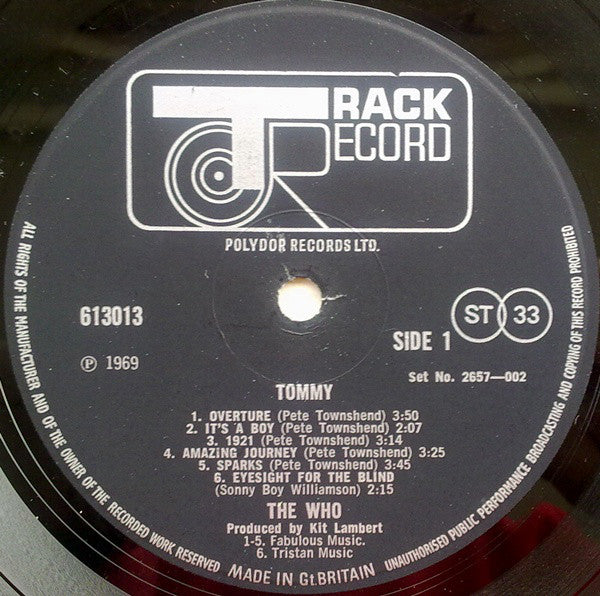 TRACK
RECORD
POLYDOR RECORDS LTD.
613013
ST 33
SIDE 1
℗ 1969
Set No. 2657—002
TOMMY
1. OVERTURE (Pete Townshend) 3:50
2. IT'S A BOY (Pete Townshend) 2:07
3. 1921 (Pete Townshend) 3:14
4. AMAZING JOURNEY (Pete Townshend) 3:25
5. SPARKS (Pete Townshend) 3:45
6. EYESIGHT FOR THE BLIND
(Sonny Boy Williamson) 2:15
THE WHO
Produced by Kit Lambert
1-5. Fabulous Music.
6. Tristan Music
ALL RIGHTS OF THE MANUFACTURER AND OF THE OWNER OF THE RECORDED WORK RESERVED
MADE IN Gt.BRITAIN
UNAUTHORISED PUBLIC PERFORMANCE BROADCASTING AND COPYING OF THIS RECORD PROHIBITED